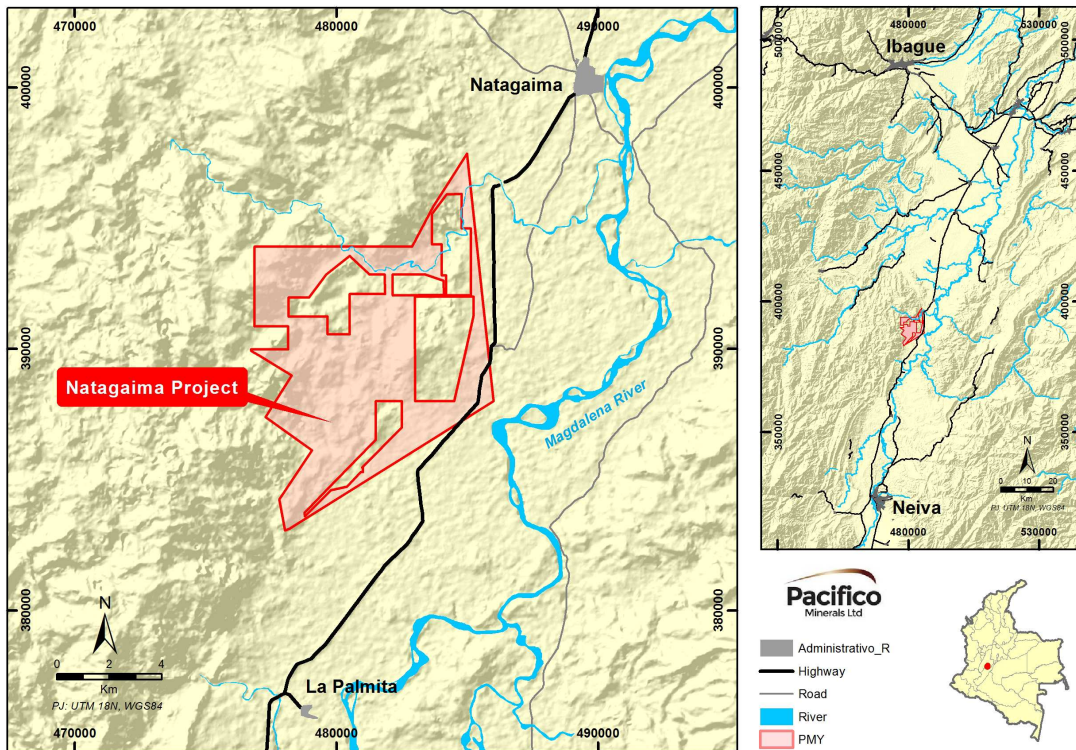 470000
480000
490000
400000
390000
380000
400000
390000
380000
470000
480000
490000
Natagaima
Natagaima Project
Magdalena River
La Palmita
N
0 2 4
Km
PJ: UTM 18N, WGS84
480000
530000
500000
450000
400000
350000
500000
450000
400000
350000
480000
530000
Ibague
Neiva
N
0 10 20
Km
PJ: UTM 18N, WGS84
Pacifico
Minerals Ltd
Administrativo_R
Highway
Road
River
PMY